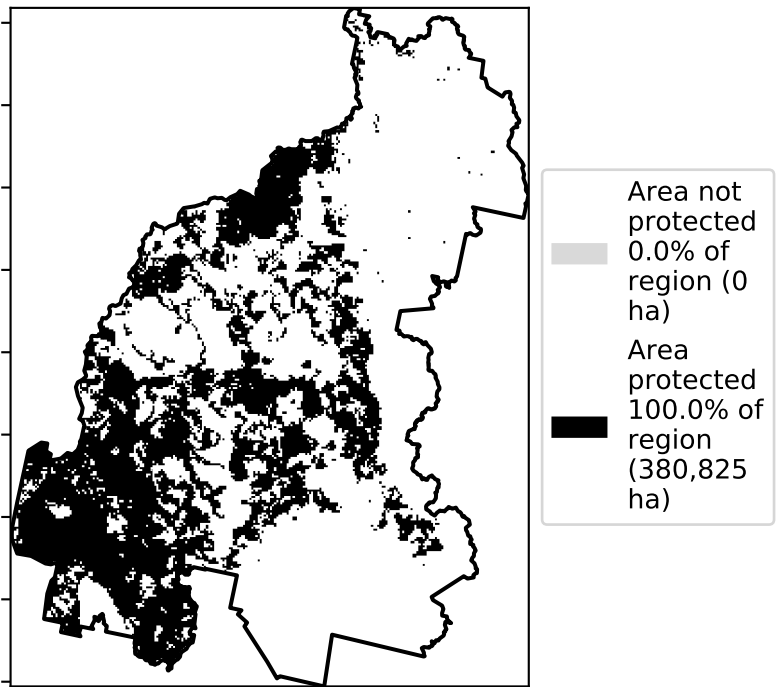 Area not
protected
0.0% of
region (0
ha)
Area
protected
100.0% of
region
(380,825
ha)